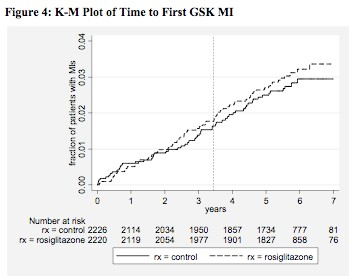 Figure 4: K-M Plot of Time to First GSK MI
fraction of patients with MIs
0.04
0.03
0.02
0.01
0.00
0 1 2 3 4 5 6 7
years
Number at risk
rx = control 2226 2114 2034 1950 1857 1734 777 81
rx = rosiglitazone 2220 2119 2054 1977 1901 1827 858 76
rx = control rx = rosiglitazone